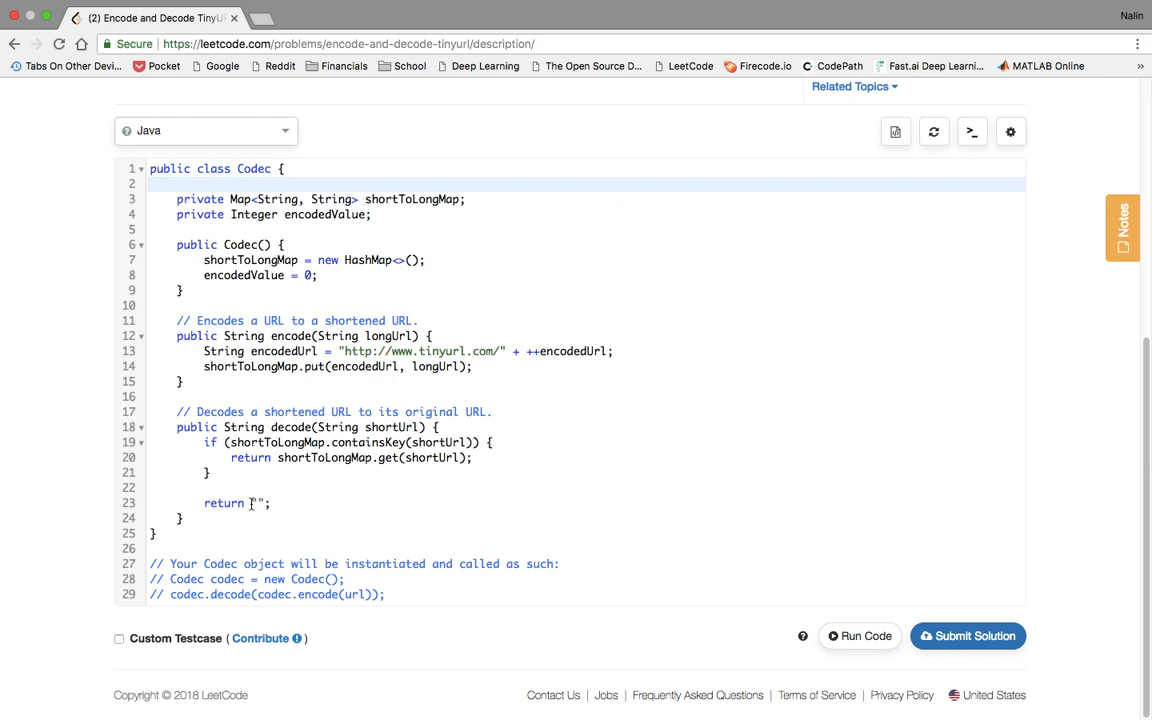 (2) Encode and Decode TinyUR
Nalin
Secure https://leetcode.com/problems/encode-and-decode-tinyurl/description/
Tabs On Other Devi... Pocket Google Reddit Financials School Deep Learning The Open Source D... LeetCode Firecode.io CodePath Fast.ai Deep Learni... MATLAB Online »
Related Topics
Java
Notes
1 public class Codec {
2
3 private Map<String, String> shortToLongMap;
4 private Integer encodedValue;
5
6 public Codec() {
7 shortToLongMap = new HashMap<>();
8 encodedValue = 0;
9 }
10
11 // Encodes a URL to a shortened URL.
12 public String encode(String longUrl) {
13 String encodedUrl = "http://www.tinyurl.com/" + ++encodedUrl;
14 shortToLongMap.put(encodedUrl, longUrl);
15 }
16
17 // Decodes a shortened URL to its original URL.
18 public String decode(String shortUrl) {
19 if (shortToLongMap.containsKey(shortUrl)) {
20 return shortToLongMap.get(shortUrl);
21 }
22
23 return "";
24 }
25 }
26
27 // Your Codec object will be instantiated and called as such:
28 // Codec codec = new Codec();
29 // codec.decode(codec.encode(url));
Custom Testcase ( Contribute )
Run Code
Submit Solution
Copyright © 2018 LeetCode
Contact Us | Jobs | Frequently Asked Questions | Terms of Service | Privacy Policy United States